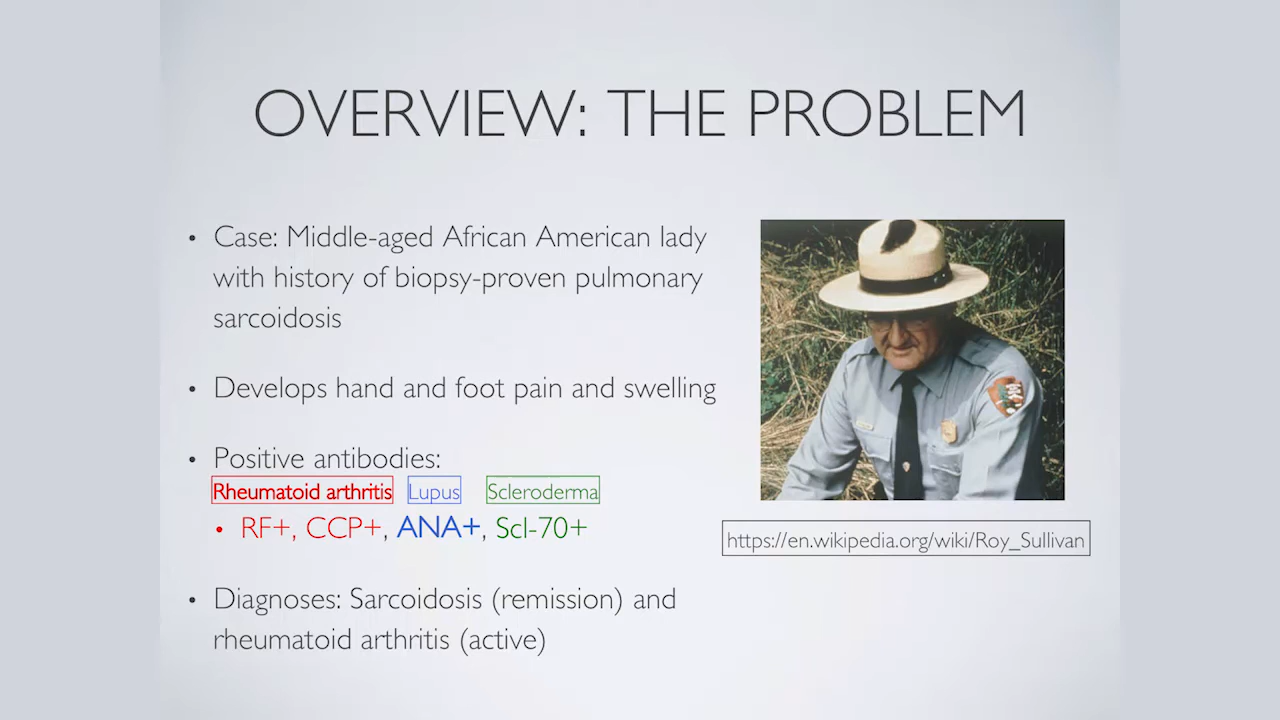 OVERVIEW: THE PROBLEM
• Case: Middle-aged African American lady
with history of biopsy-proven pulmonary
sarcoidosis
• Develops hand and foot pain and swelling
• Positive antibodies:
Rheumatoid arthritis Lupus Scleroderma
• RF+, CCP+, ANA+, Scl-70+
• Diagnoses: Sarcoidosis (remission) and
rheumatoid arthritis (active)
https://en.wikipedia.org/wiki/Roy_Sullivan